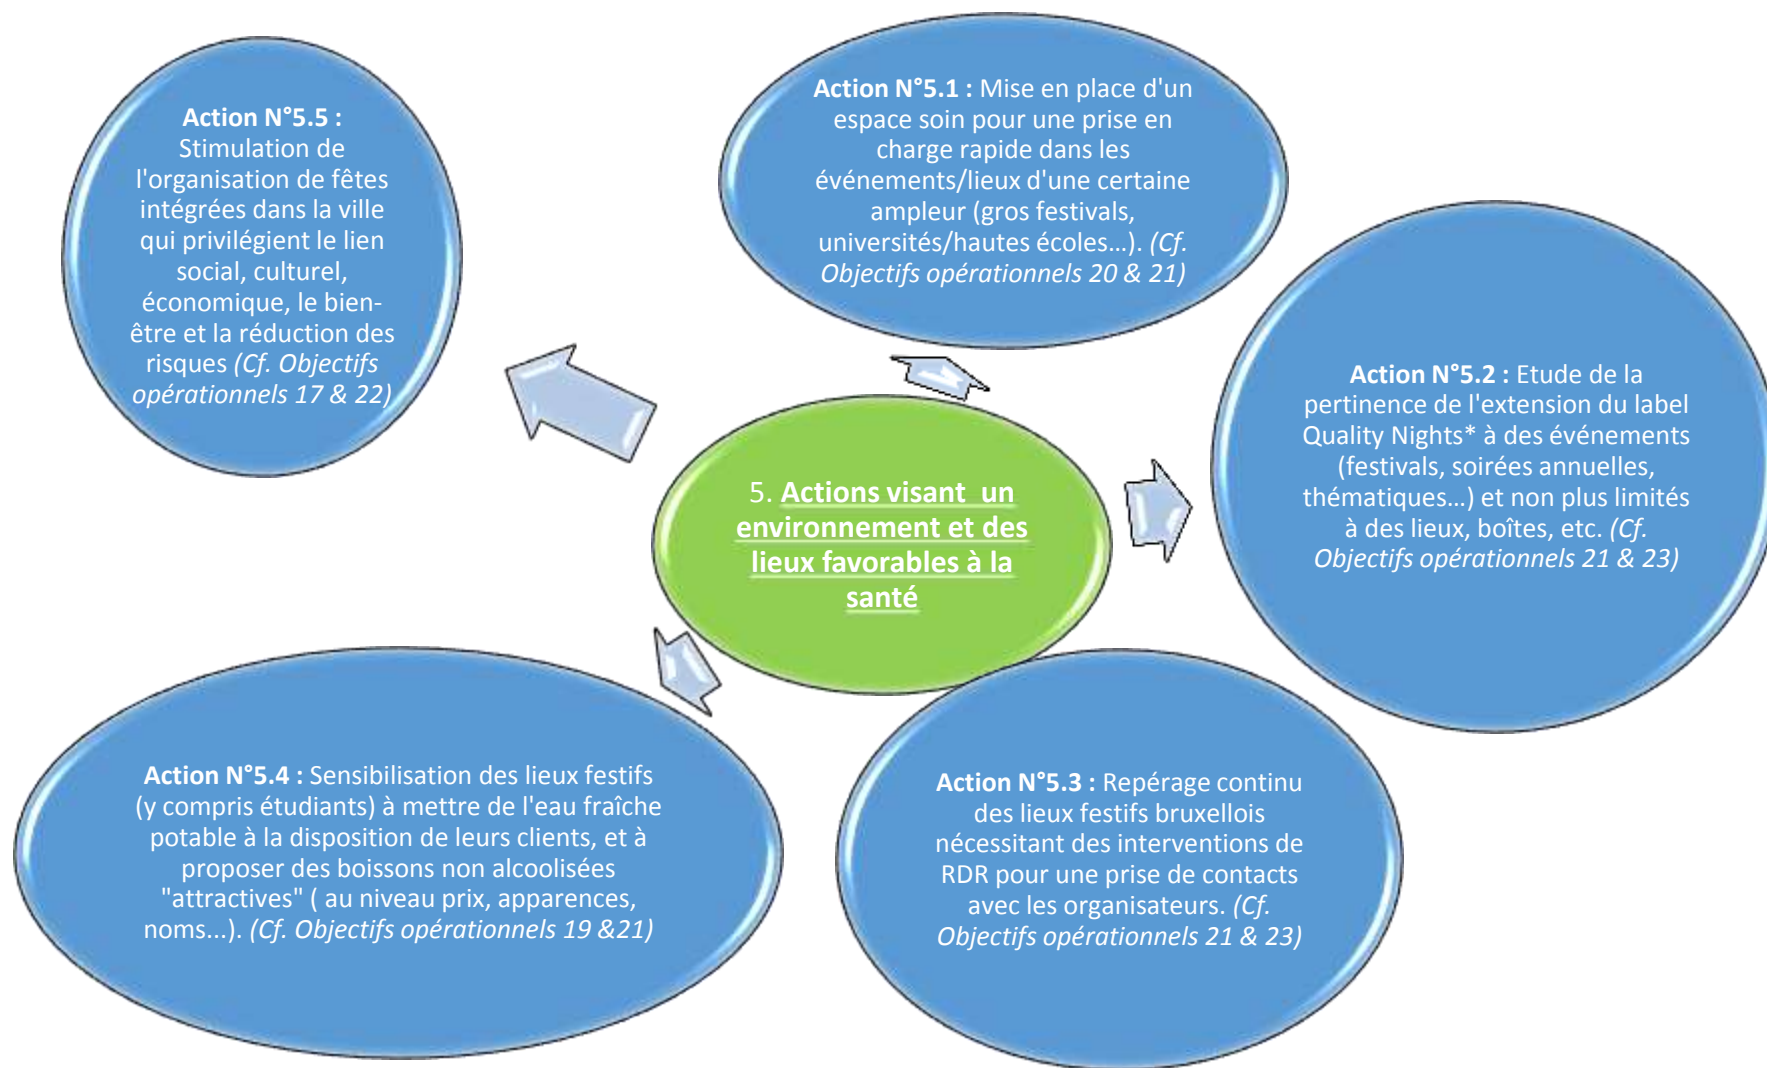 Action N°5.1 : Mise en place d'un
espace soin pour une prise en
charge rapide dans les
événements/lieux d'une certaine
ampleur (gros festivals,
universités/hautes écoles…). (Cf.
Objectifs opérationnels 20 & 21)
Action N°5.5 :
Stimulation de
l'organisation de fêtes
intégrées dans la ville
qui privilégient le lien
social, culturel,
économique, le bien-
être et la réduction des
risques (Cf. Objectifs
opérationnels 17 & 22)
Action N°5.2 : Etude de la
pertinence de l'extension du label
Quality Nights* à des événements
(festivals, soirées annuelles,
thématiques…) et non plus limités
à des lieux, boîtes, etc. (Cf.
Objectifs opérationnels 21 & 23)
5. Actions visant  un
environnement et des
lieux favorables à la
santé
Action N°5.4 : Sensibilisation des lieux festifs
(y compris étudiants) à mettre de l'eau fraîche
potable à la disposition de leurs clients, et à
proposer des boissons non alcoolisées
"attractives" ( au niveau prix, apparences,
noms...). (Cf. Objectifs opérationnels 19 &21)
Action N°5.3 : Repérage continu
des lieux festifs bruxellois
nécessitant des interventions de
RDR pour une prise de contacts
avec les organisateurs. (Cf.
Objectifs opérationnels 21 & 23)